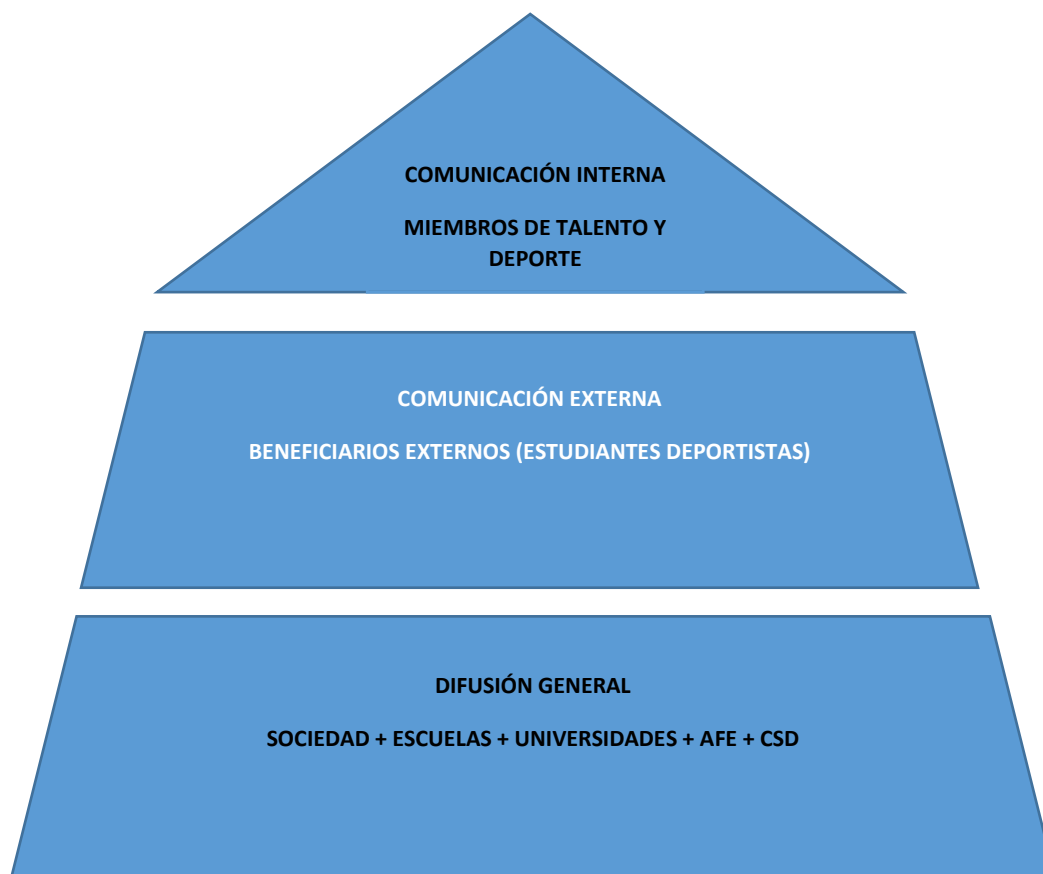 COMUNICACIÓN INTERNA
MIEMBROS DE TALENTO Y
DEPORTE
COMUNICACIÓN EXTERNA
BENEFICIARIOS EXTERNOS (ESTUDIANTES DEPORTISTAS)
DIFUSIÓN GENERAL
SOCIEDAD + ESCUELAS + UNIVERSIDADES + AFE + CSD